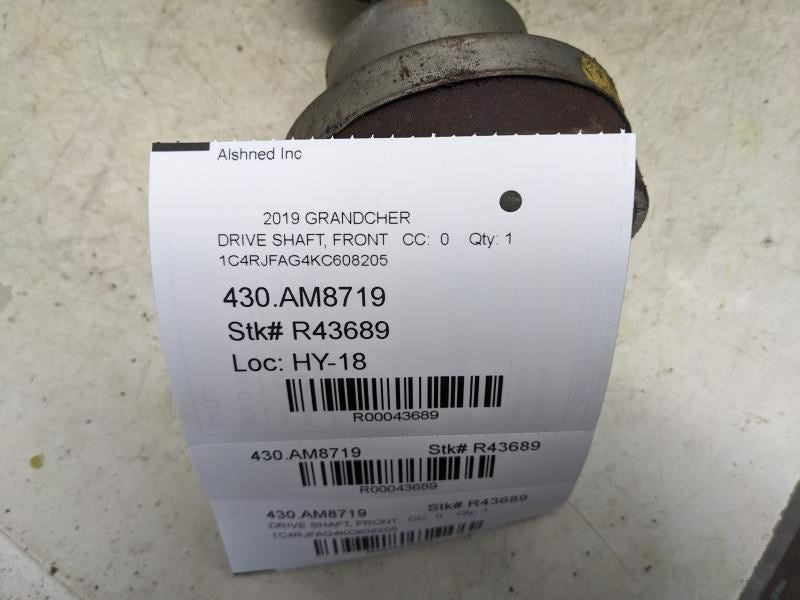 Alshned Inc
2019 GRANDCHER
DRIVE SHAFT, FRONT CC: 0 Qty: 1
1C4RJFAG4KC608205
430.AM8719
Stk# R43689
Loc: HY-18
R00043689
430.AM8719 Stk# R43689
R00043689
430.AM8719 Stk# R43689
DRIVE SHAFT, FRONT CC: 0 Qty: 1
1C4RJFAG4KC608205